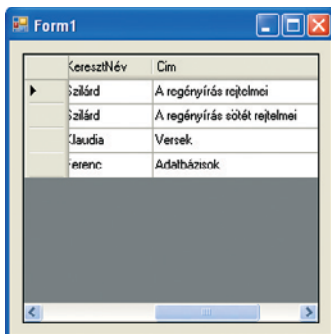 Form1
KeresztNév Cím
Szilárd A regényírás rejtelmei
Szilárd A regényírás sötét rejtelmei
Klaudia Versek
Ferenc Adatbázisok